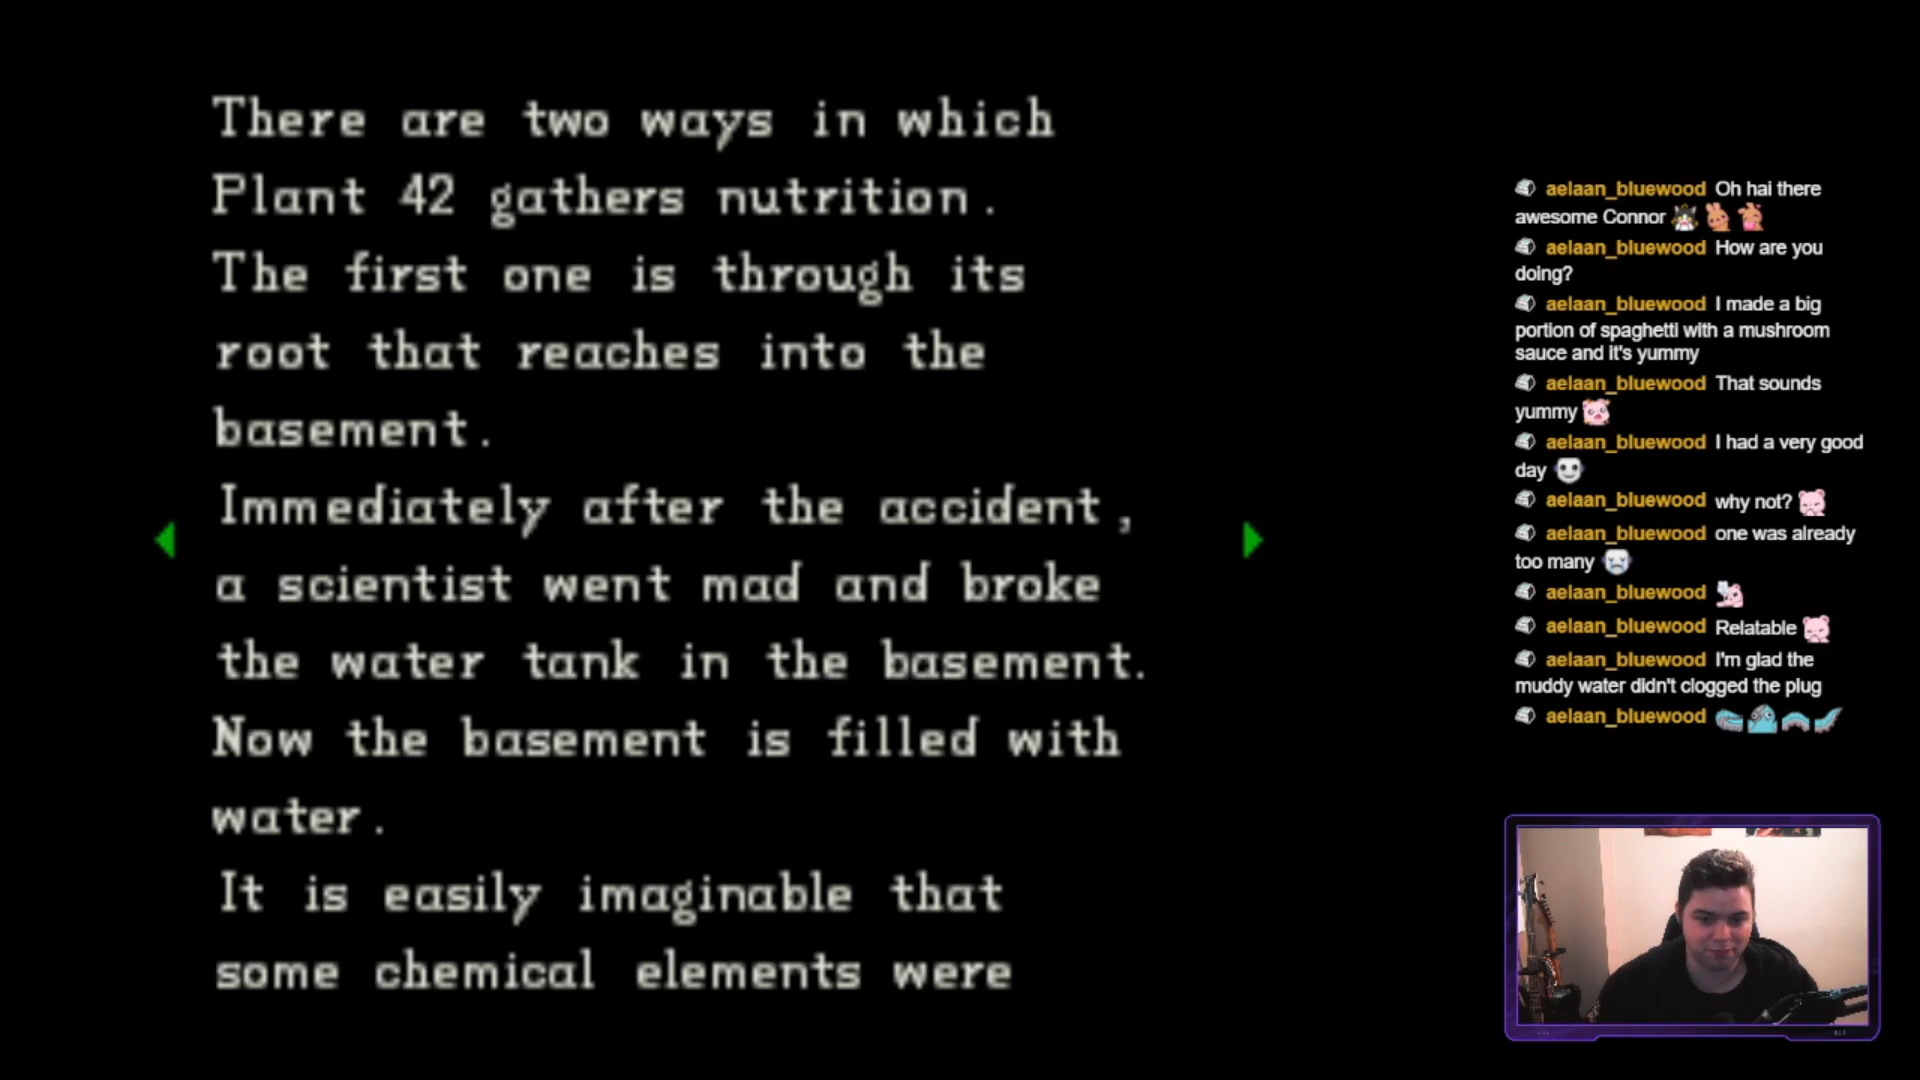 There are two ways in which
Plant 42 gathers nutrition.
The first one is through its
root that reaches into the
basement.
Immediately after the accident,
a scientist went mad and broke
the water tank in the basement.
Now the basement is filled with
water.
It is easily imaginable that
some chemical elements were
aelaan_bluewood Oh hai there
awesome Connor
aelaan_bluewood How are you
doing?
aelaan_bluewood I made a big
portion of spaghetti with a mushroom
sauce and it's yummy
aelaan_bluewood That sounds
yummy
aelaan_bluewood I had a very good
day
aelaan_bluewood why not?
aelaan_bluewood one was already
too many
aelaan_bluewood
aelaan_bluewood Relatable
aelaan_bluewood I'm glad the
muddy water didn't clogged the plug
aelaan_bluewood